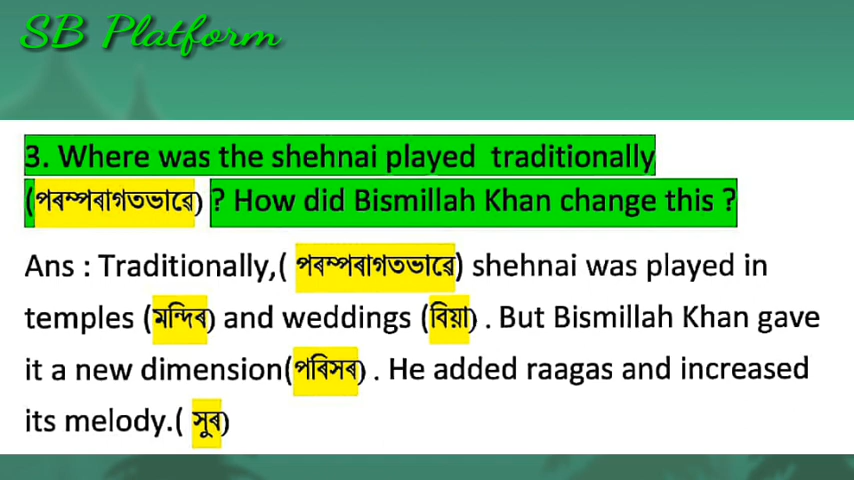 SB Platform
3. Where was the shehnai played traditionally
(পৰম্পৰাগতভাৱে) ? How did Bismillah Khan change this ?
Ans : Traditionally,( পৰম্পৰাগতভাৱে) shehnai was played in
temples (মন্দিৰ) and weddings (বিয়া) . But Bismillah Khan gave
it a new dimension(পৰিসৰ) . He added raagas and increased
its melody.( সুৰ)